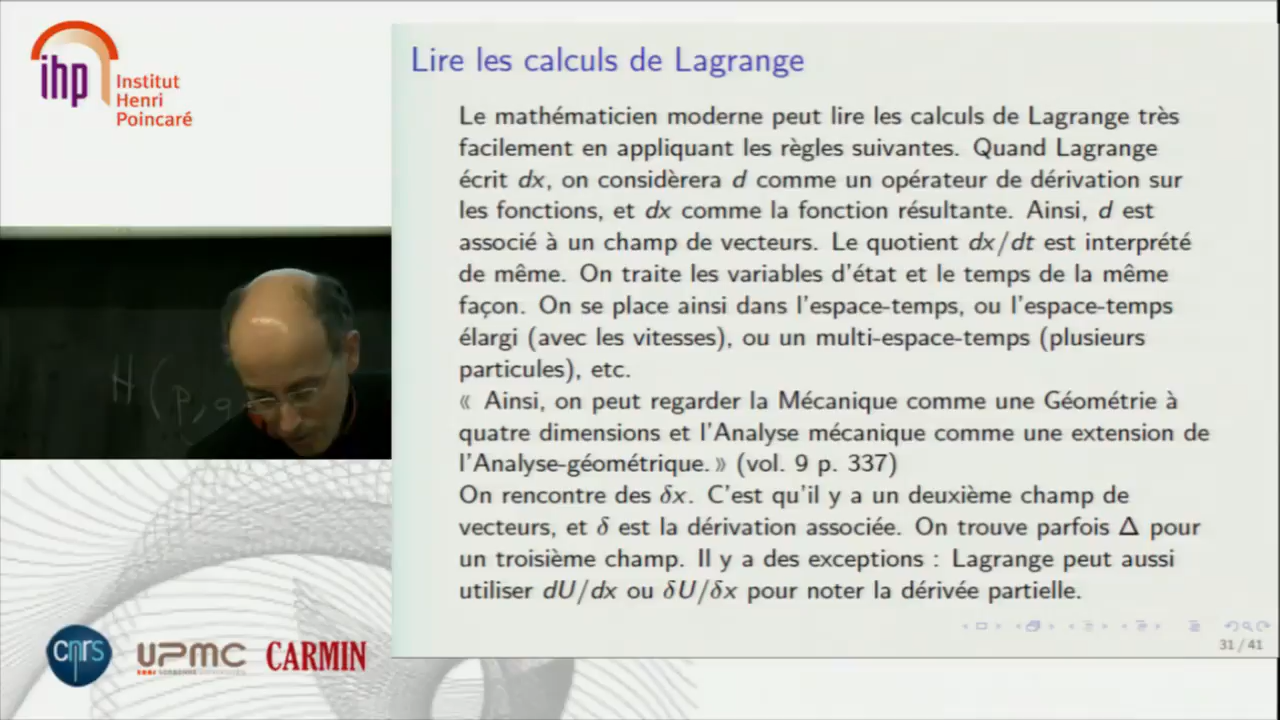 ihp
Institut
Henri
Poincaré
Lire les calculs de Lagrange
Le mathématicien moderne peut lire les calculs de Lagrange très
facilement en appliquant les règles suivantes. Quand Lagrange
écrit dx, on considèrera d comme un opérateur de dérivation sur
les fonctions, et dx comme la fonction résultante. Ainsi, d est
associé à un champ de vecteurs. Le quotient dx/dt est interprété
de même. On traite les variables d'état et le temps de la même
façon. On se place ainsi dans l'espace-temps, ou l'espace-temps
élargi (avec les vitesses), ou un multi-espace-temps (plusieurs
particules), etc.
« Ainsi, on peut regarder la Mécanique comme une Géométrie à
quatre dimensions et l'Analyse mécanique comme une extension de
l'Analyse-géométrique.» (vol. 9 p. 337)
On rencontre des δx. C'est qu'il y a un deuxième champ de
vecteurs, et δ est la dérivation associée. On trouve parfois Δ pour
un troisième champ. Il y a des exceptions : Lagrange peut aussi
utiliser dU/dx ou δU/δx pour noter la dérivée partielle.
31 / 41
H (p, q
cnrs
UPMC
CARMIN